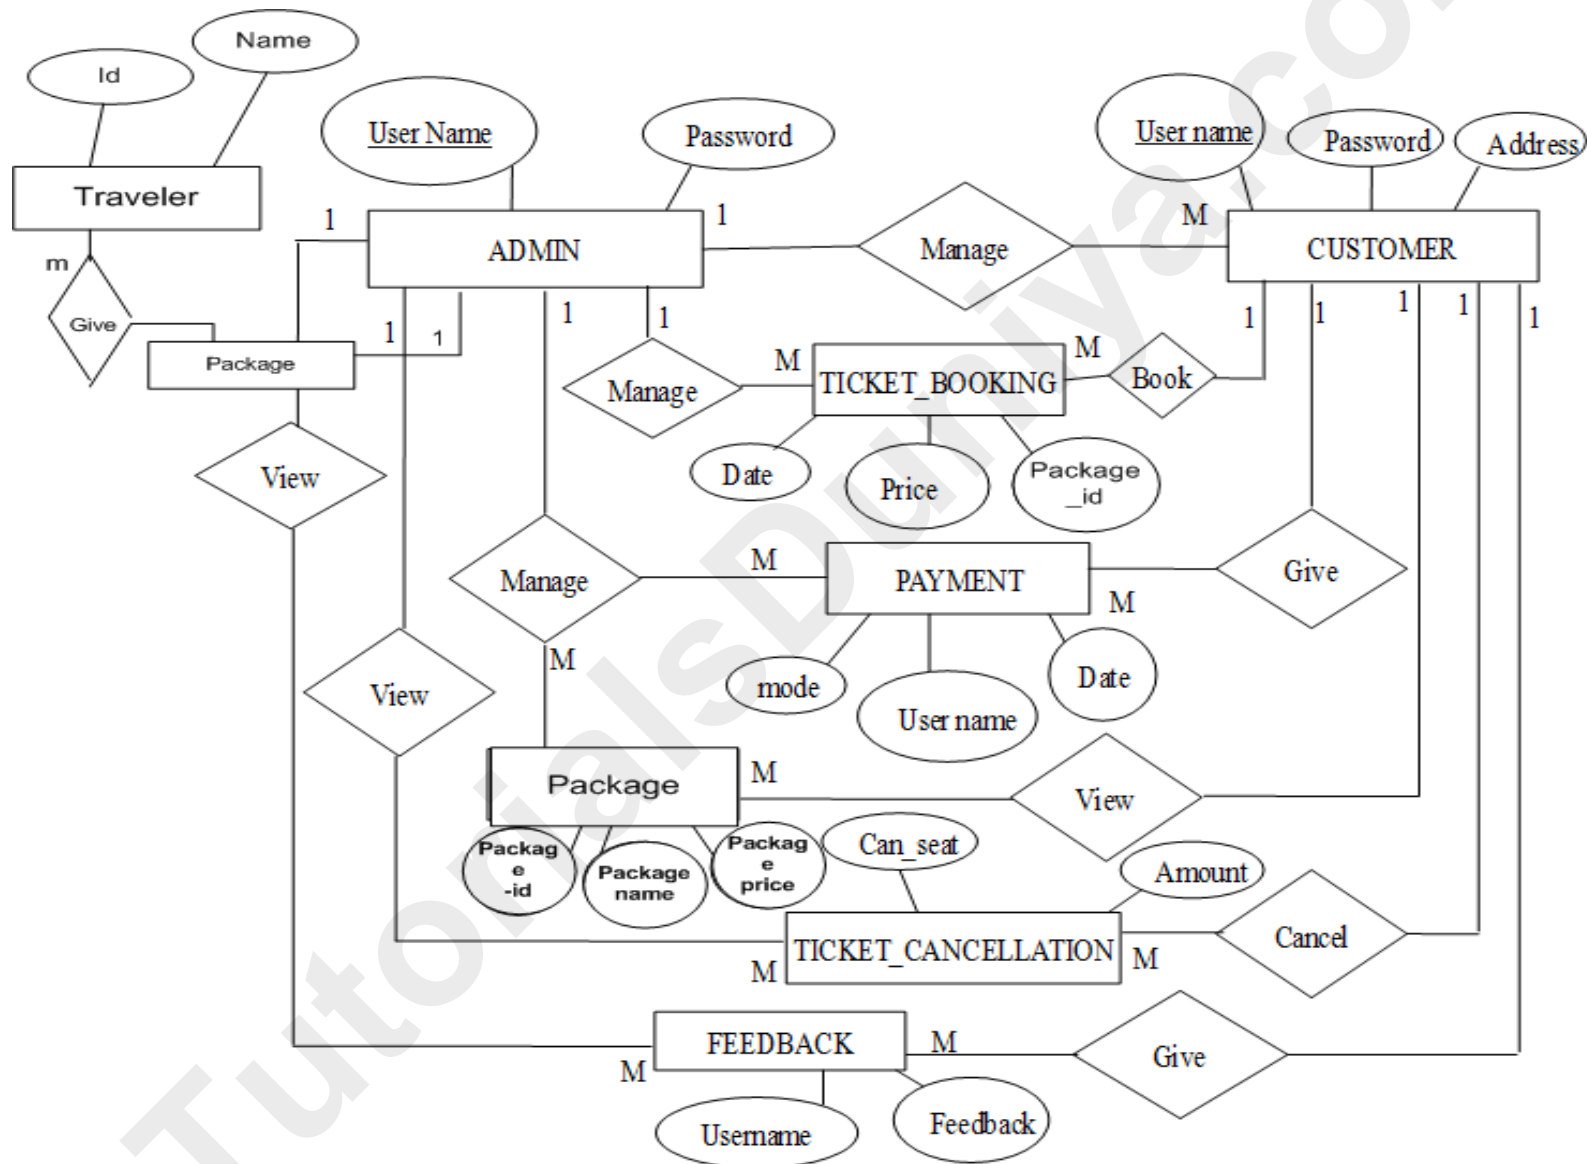 Name
Id
User Name
Password
User name
Password
Address
Traveler
1
ADMIN
1
Manage
M
CUSTOMER
m
Give
Package
1
1
1
1
Manage
M
TICKET_BOOKING
M
Book
1
1
1
1
1
View
Date
Price
Package
_id
Manage
M
PAYMENT
M
Give
M
View
mode
User name
Date
Package
M
View
Packag
e
-id
Package
name
Packag
e
price
Can_seat
Amount
M
TICKET_CANCELLATION
M
Cancel
M
FEEDBACK
M
Give
Username
Feedback
TutorialsDuniya.co